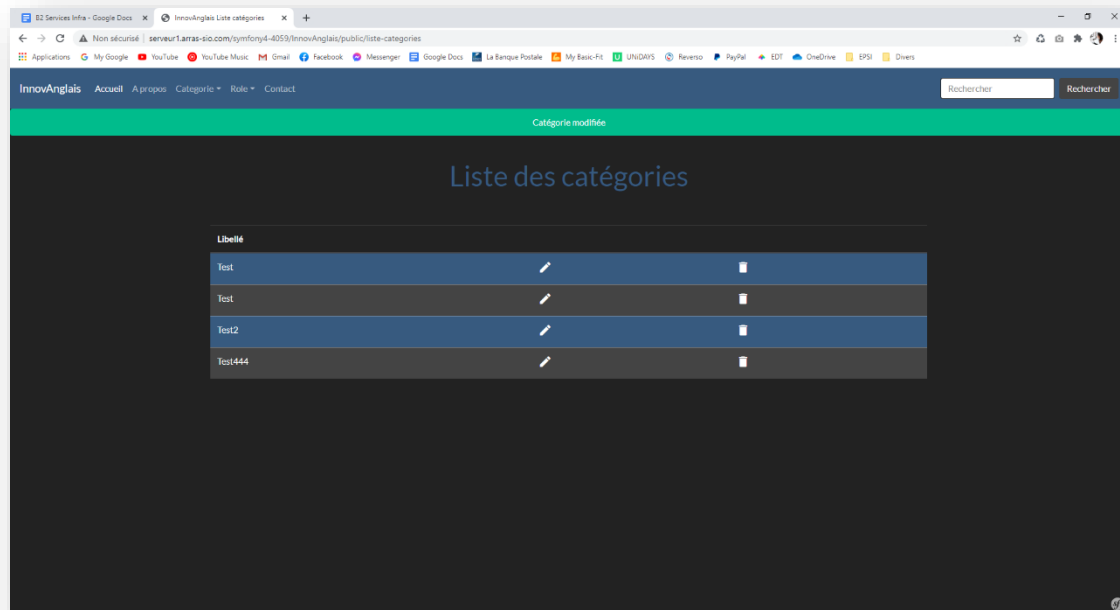 B2 Services Infra - Google Docs InnovAnglais Liste catégories
Non sécurisé serveur1.arras-sio.com/symfony4-4059/InnovAnglais/public/liste-categories
Applications My Google YouTube YouTube Music Gmail Facebook Messenger Google Docs La Banque Postale My Basic-Fit UNiDAYS Reverso PayPal EDT OneDrive EPSI Divers
InnovAnglais Accueil A propos Categorie Role Contact Rechercher Rechercher
Catégorie modifiée
Liste des catégories
Libellé
Test
Test
Test2
Test444